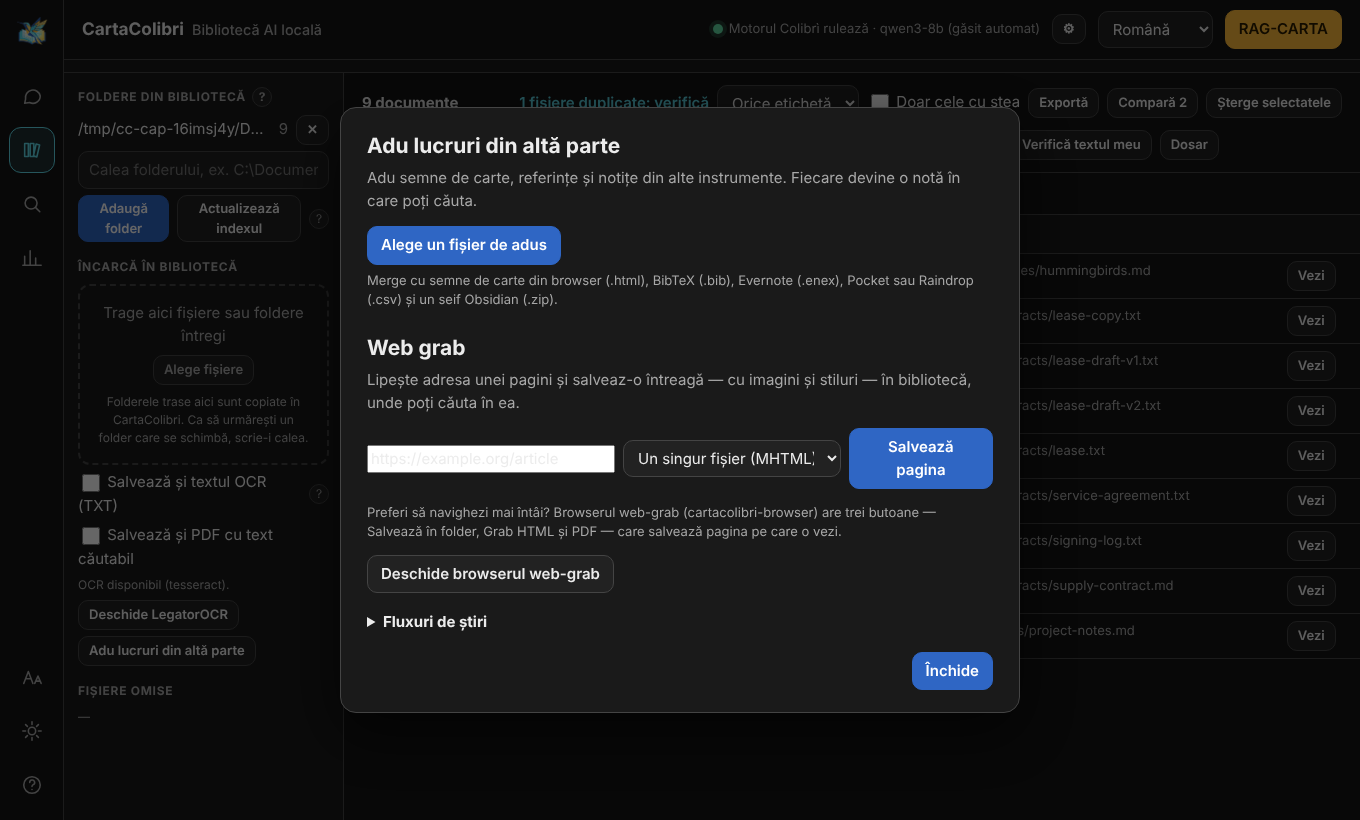 CartaColibri Bibliotecă AI locală
Motorul Colibrì rulează · qwen3-8b (găsit automat)
Română
RAG-CARTA
FOLDERE DIN BIBLIOTECĂ ?
/tmp/cc-cap-16imsj4y/D... 9 ✕
Calea folderului, ex. C:\Documen
Adaugă folder
Actualizează indexul
?
ÎNCARCĂ ÎN BIBLIOTECĂ
Trage aici fișiere sau foldere
întregi
Alege fișiere
Folderele trase aici sunt copiate în
CartaColibri. Ca să urmărești un
folder care se schimbă, scrie-i calea.
Salvează și textul OCR
(TXT)
?
Salvează și PDF cu text
căutabil
OCR disponibil (tesseract).
Deschide LegatorOCR
Adu lucruri din altă parte
FIȘIERE OMISE
—
9 documente
1 fișiere duplicate: verifică
Orice etichetă
Doar cele cu stea
Exportă
Compară 2
Șterge selectatele
Verifică textul meu
Dosar
Adu lucruri din altă parte
Adu semne de carte, referințe și notițe din alte instrumente. Fiecare devine o notă în
care poți căuta.
Alege un fișier de adus
Merge cu semne de carte din browser (.html), BibTeX (.bib), Evernote (.enex), Pocket sau Raindrop
(.csv) și un seif Obsidian (.zip).
Web grab
Lipește adresa unei pagini și salveaz-o întreagă — cu imagini și stiluri — în bibliotecă,
unde poți căuta în ea.
https://example.org/article
Un singur fișier (MHTML)
Salvează
pagina
Preferi să navighezi mai întâi? Browserul web-grab (cartacolibri-browser) are trei butoane —
Salvează în folder, Grab HTML și PDF — care salvează pagina pe care o vezi.
Deschide browserul web-grab
Fluxuri de știri
Închide
es/hummingbirds.md Vezi
racts/lease-copy.txt Vezi
racts/lease-draft-v1.txt Vezi
racts/lease-draft-v2.txt Vezi
racts/lease.txt Vezi
racts/service-agreement.txt Vezi
racts/signing-log.txt Vezi
racts/supply-contract.md Vezi
s/project-notes.md Vezi